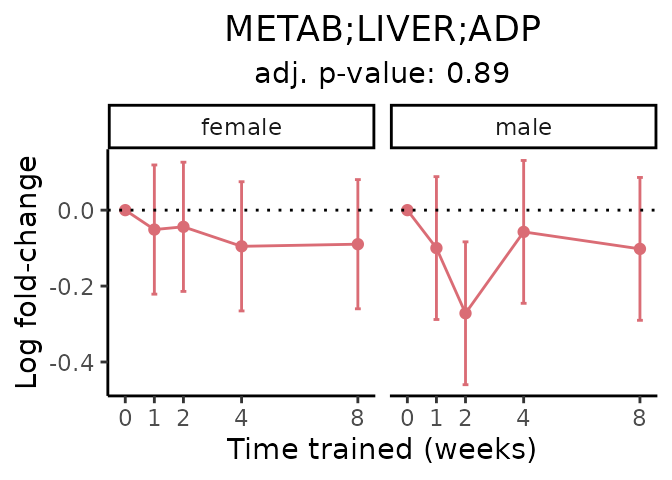 METAB;LIVER;ADP
adj. p-value: 0.89
female male
Log fold-change
0.0
-0.2
-0.4
0 1 2 4 8 0 1 2 4 8
Time trained (weeks)